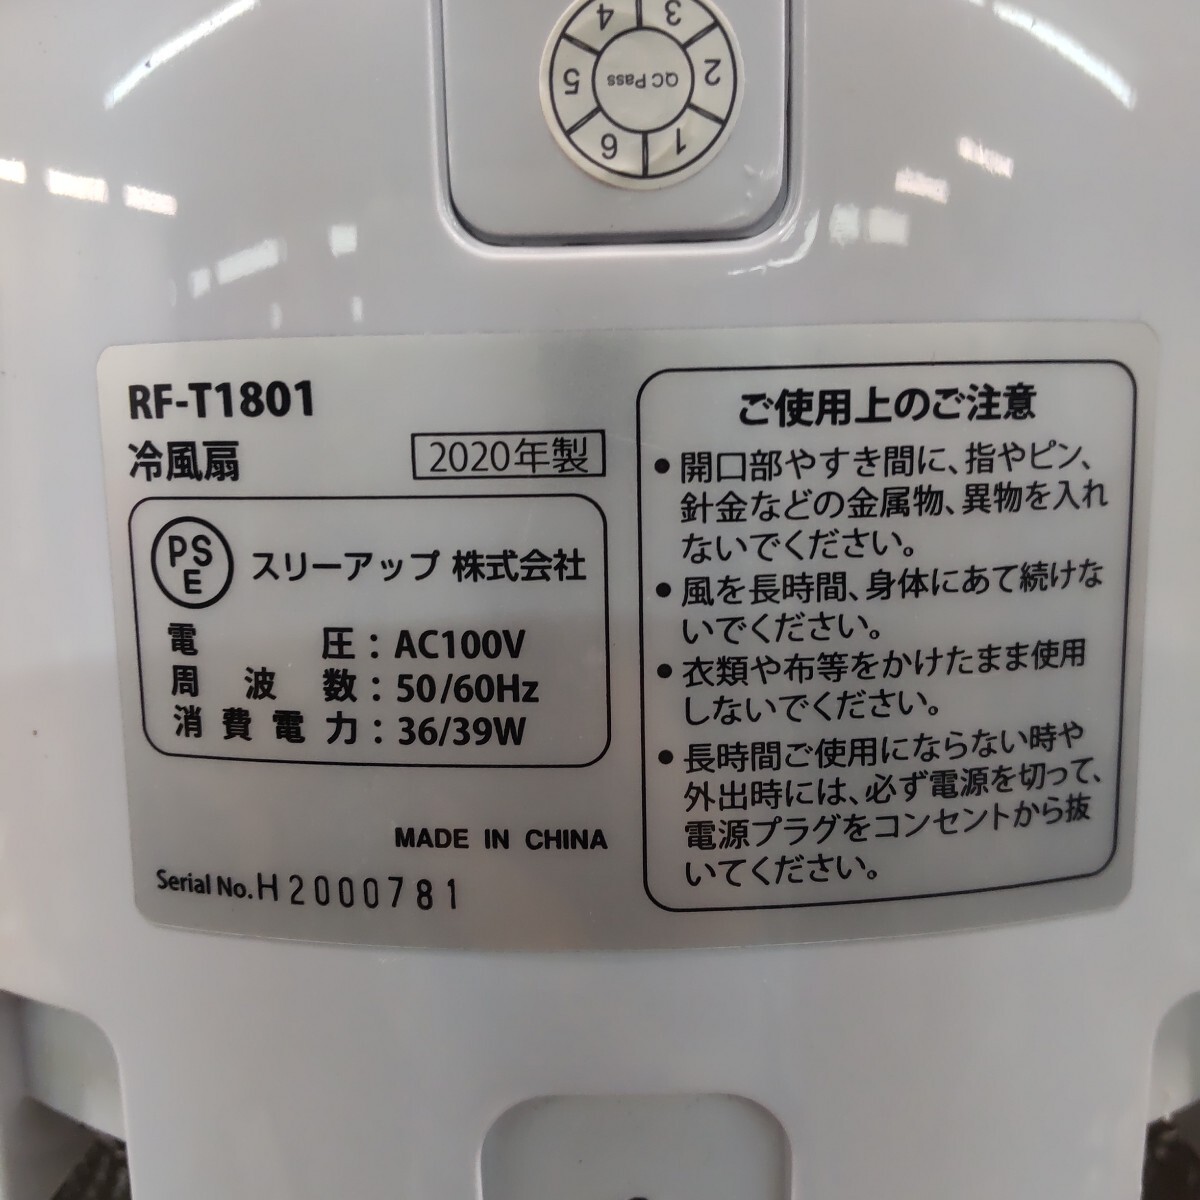 QC Pass
1
2
3
4
5
6
RF-T1801
冷風扇
2020年製
PSE
スリーアップ 株式会社
電圧：AC100V
周波数：50/60Hz
消費電力：36/39W
MADE IN CHINA
Serial No. H2000781
ご使用上のご注意
●開口部やすき間に、指やピン、
針金などの金属物、異物を入れ
ないでください。
●風を長時間、身体にあて続けな
いでください。
●衣類や布等をかけたまま使用
しないでください。
●長時間ご使用にならない時や
外出時には、必ず電源を切って、
電源プラグをコンセントから抜
いてください。